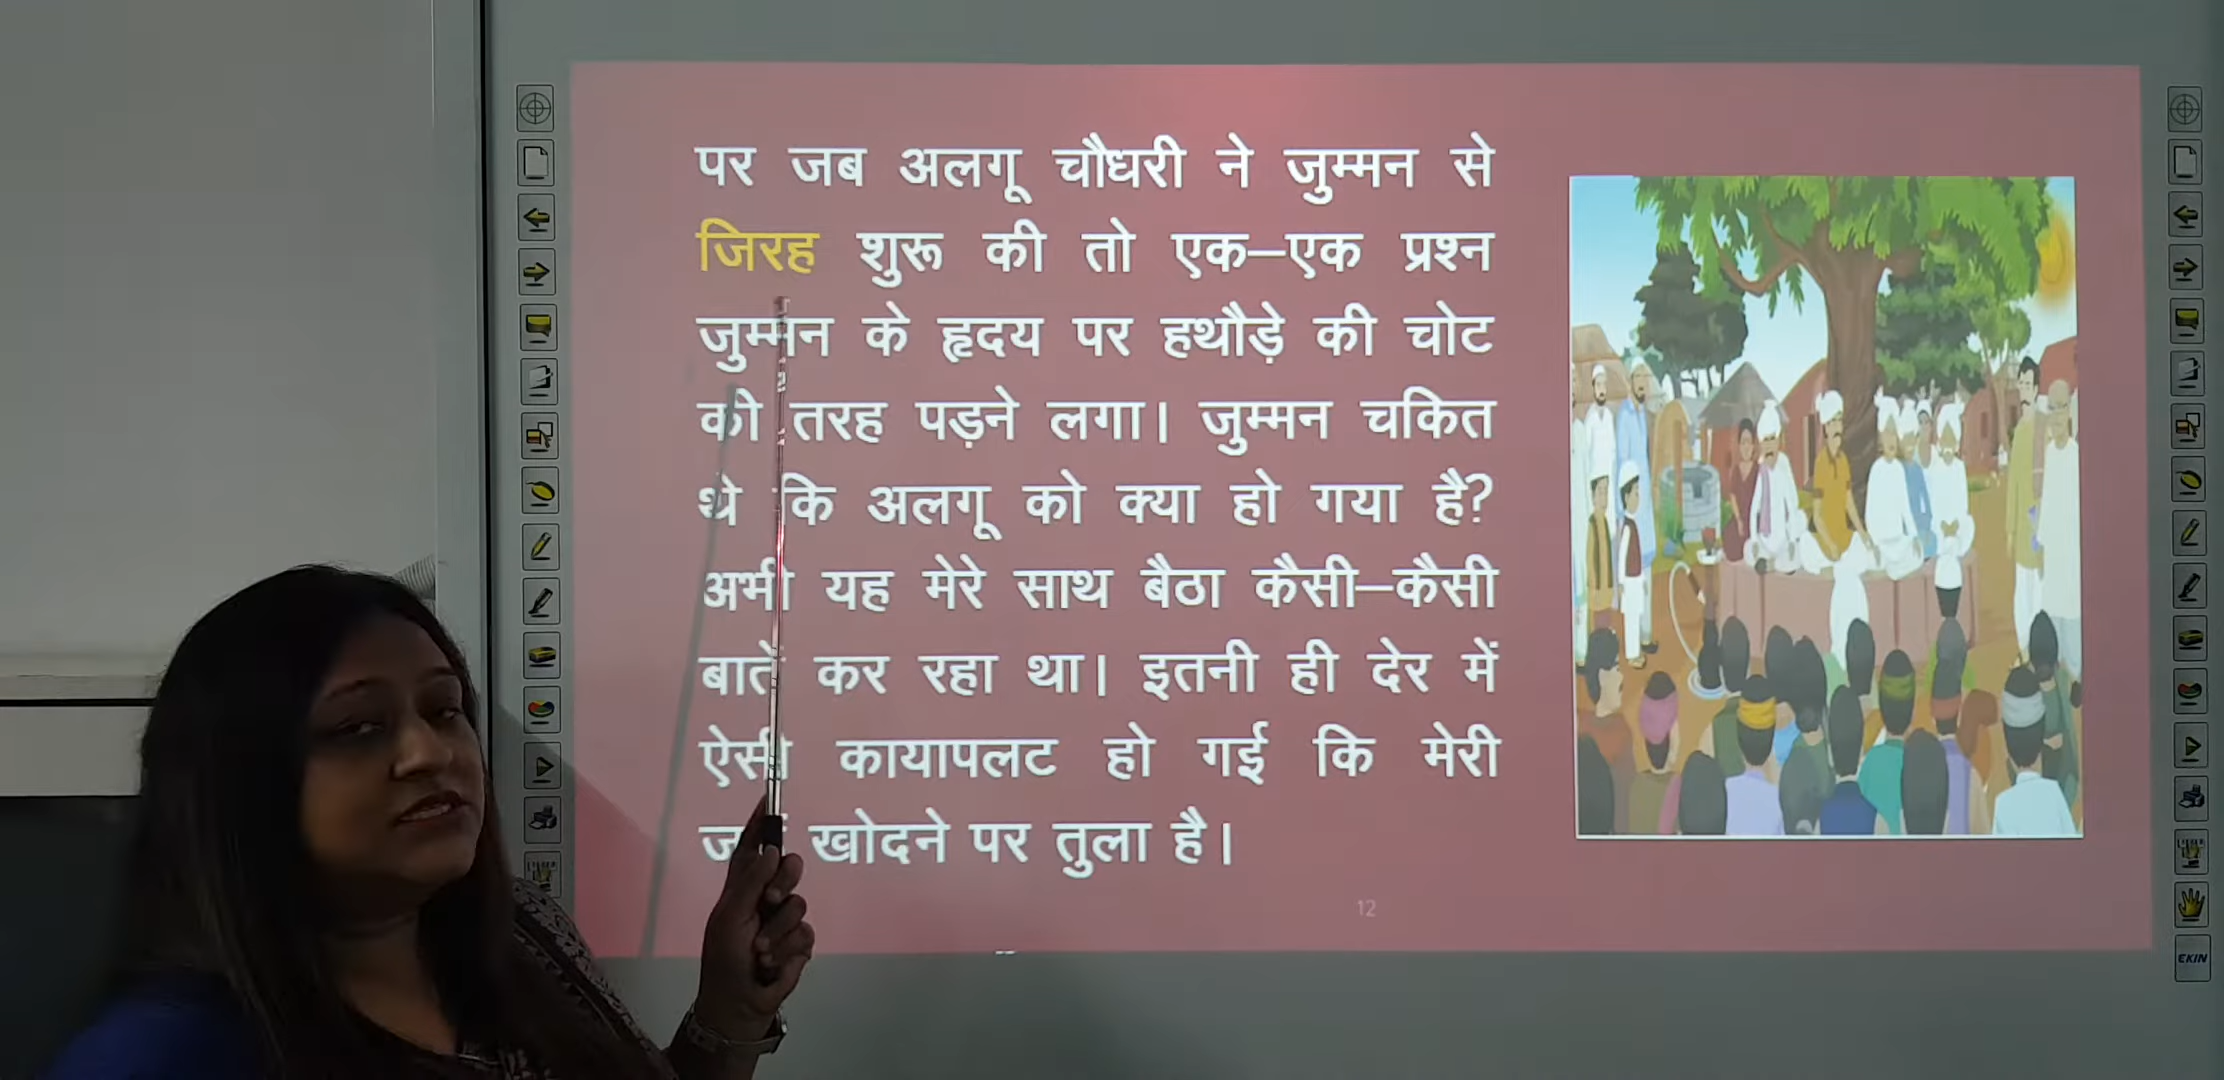 पर जब अलगू चौधरी ने जुम्मन से
जिरह शुरू की तो एक–एक प्रश्न
जुम्मन के हृदय पर हथौड़े की चोट
की तरह पड़ने लगा। जुम्मन चकित
थे कि अलगू को क्या हो गया है?
अभी यह मेरे साथ बैठा कैसी–कैसी
बातें कर रहा था। इतनी ही देर में
ऐसी कायापलट हो गई कि मेरी
खोदने पर तुला है।
12
EKIN